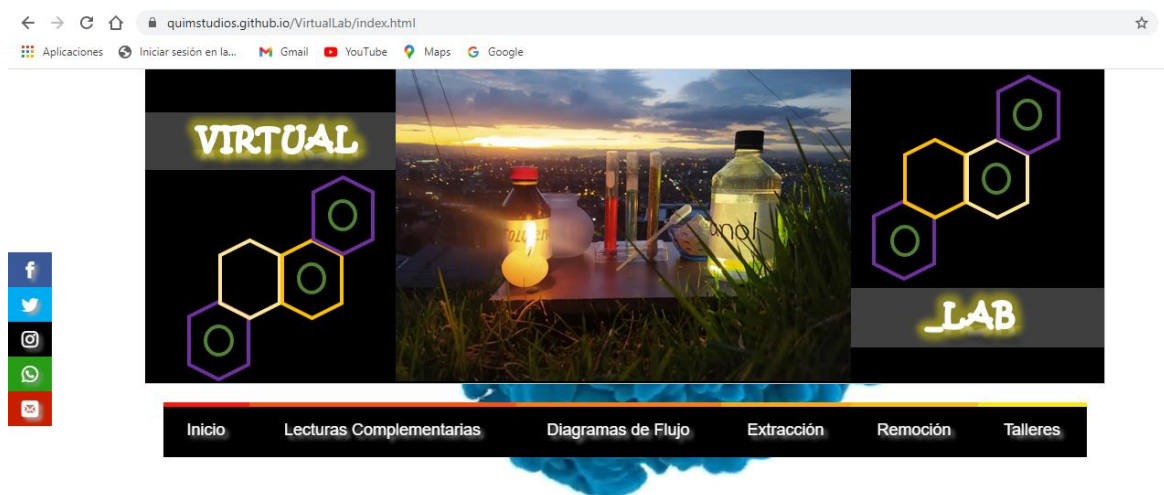 quimstudios.github.io/VirtualLab/index.html
Aplicaciones Iniciar sesión en la... Gmail YouTube Maps Google
VIRTUAL
_LAB
Inicio Lecturas Complementarias Diagramas de Flujo Extracción Remoción Talleres